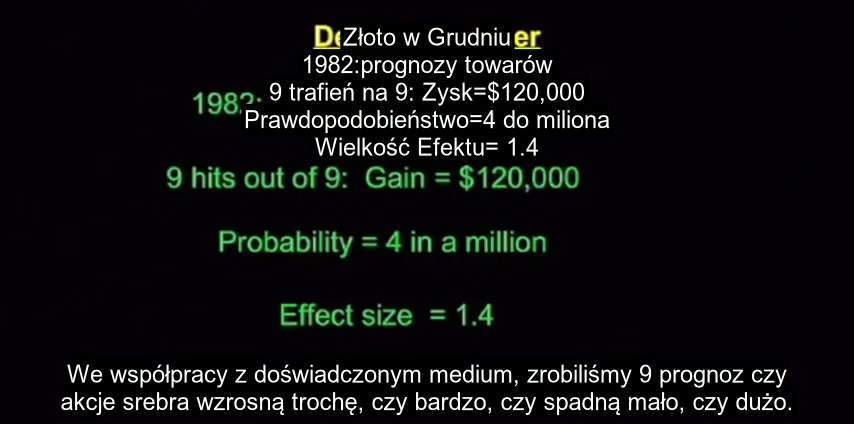 Złoto w Grudniu er
1982:prognozy towarów
1982:
9 trafień na 9: Zysk=$120,000
Prawdopodobieństwo=4 do miliona
Wielkość Efektu= 1.4
9 hits out of 9: Gain = $120,000
Probability = 4 in a million
Effect size = 1.4
We współpracy z doświadczonym medium, zrobiliśmy 9 prognoz czy
akcje srebra wzrosną trochę, czy bardzo, czy spadną mało, czy dużo.